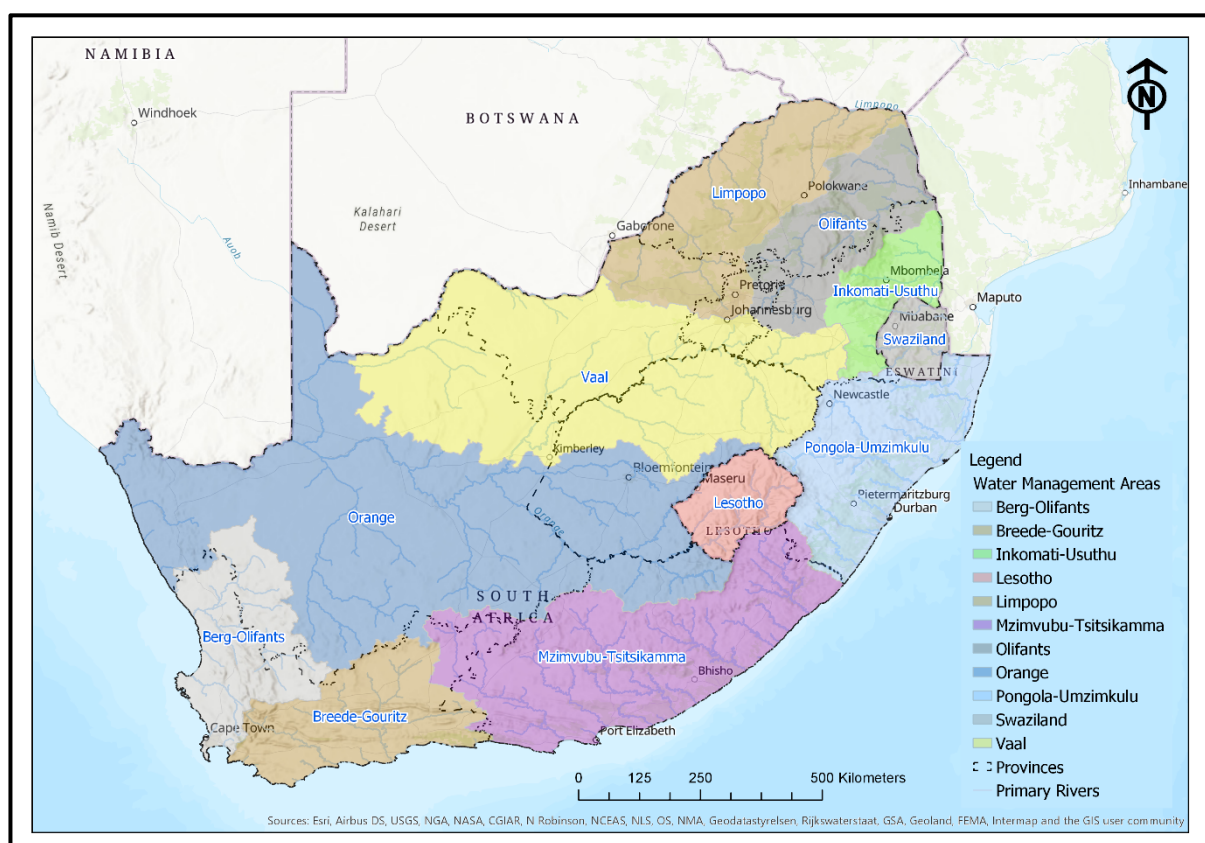 NAMIBIA
Windhoek
BOTSWANA
Limpopo
N
Inhambane
Namib Desert
Auob
Kalahari
Desert
Gaborone
Limpopo
Polokwane
Olifants
Mbombela
Inkomati-Usuthu
Pretoria
Johannesburg
Maputo
Mbabane
Swaziland
ESWATINI
Vaal
Newcastle
Kimberley
Bloemfontein
Pongola-Umzimkulu
Maseru
Lesotho
LESOTHO
Pietermaritzburg
Durban
Orange
Orange
SOUTH
AFRICA
Berg-Olifants
Mzimvubu-Tsitsikamma
Bhisho
Breede-Gouritz
Cape Town
Port Elizabeth
Legend
Water Management Areas
Berg-Olifants
Breede-Gouritz
Inkomati-Usuthu
Lesotho
Limpopo
Mzimvubu-Tsitsikamma
Olifants
Orange
Pongola-Umzimkulu
Swaziland
Vaal
Provinces
Primary Rivers
0 125 250 500 Kilometers
Sources: Esri, Airbus DS, USGS, NGA, NASA, CGIAR, N Robinson, NCEAS, NLS, OS, NMA, Geodatastyrelsen, Rijkswaterstaat, GSA, Geoland, FEMA, Intermap and the GIS user community